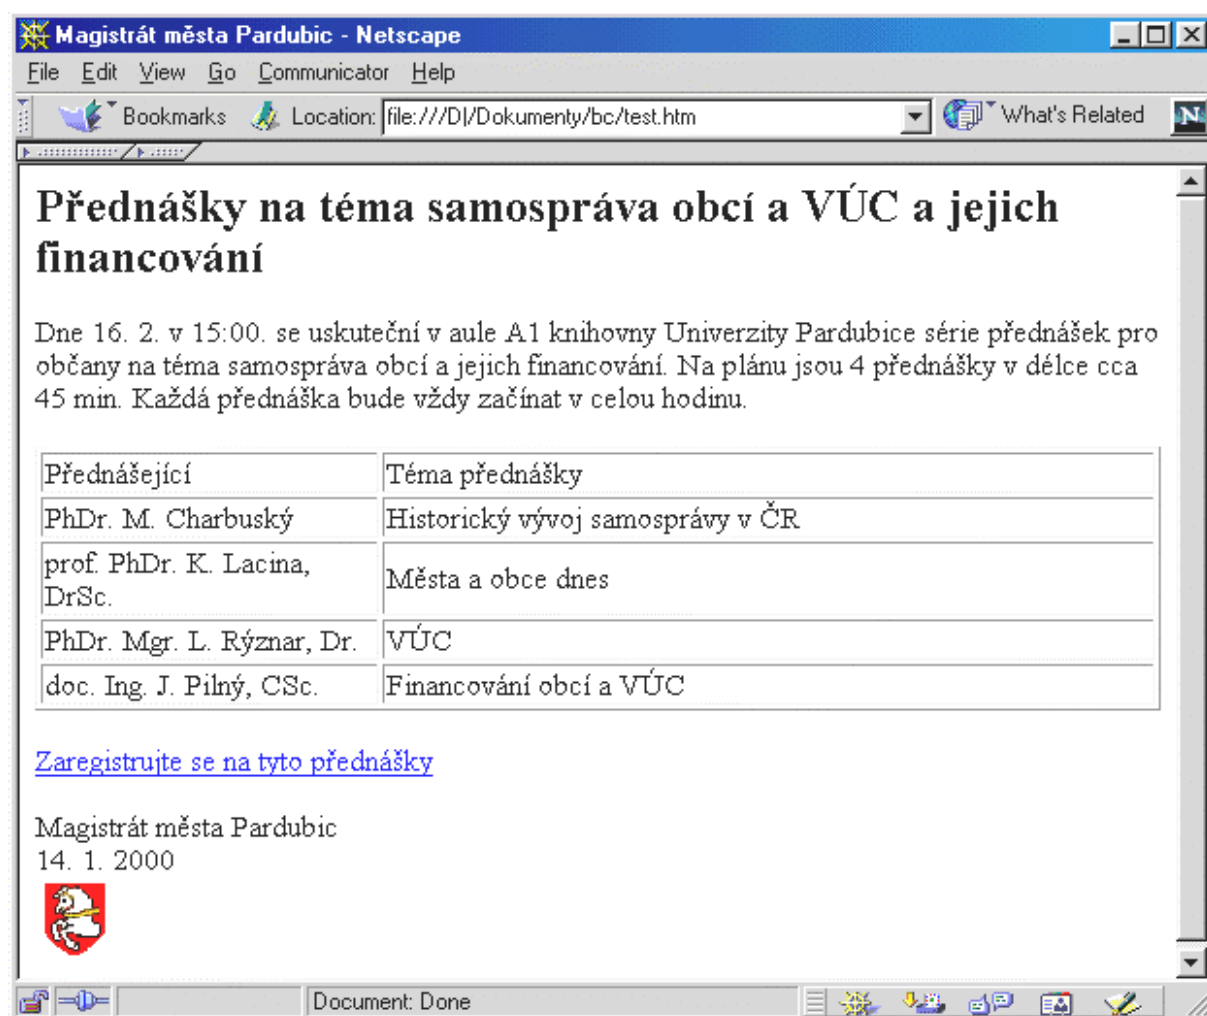 Magistrát města Pardubic - Netscape
File Edit View Go Communicator Help
Bookmarks Location: file:///D|/Dokumenty/bc/test.htm What's Related N
Přednášky na téma samospráva obcí a VÚC a jejich
financování
Dne 16. 2. v 15:00. se uskuteční v aule A1 knihovny Univerzity Pardubice série přednášek pro
občany na téma samospráva obcí a jejich financování. Na plánu jsou 4 přednášky v délce cca
45 min. Každá přednáška bude vždy začínat v celou hodinu.
Přednášející Téma přednášky
PhDr. M. Charbuský Historický vývoj samosprávy v ČR
prof. PhDr. K. Lacina,
DrSc. Města a obce dnes
PhDr. Mgr. L. Rýznar, Dr. VÚC
doc. Ing. J. Pilný, CSc. Financování obcí a VÚC
Zaregistrujte se na tyto přednášky
Magistrát města Pardubic
14. 1. 2000
Document: Done